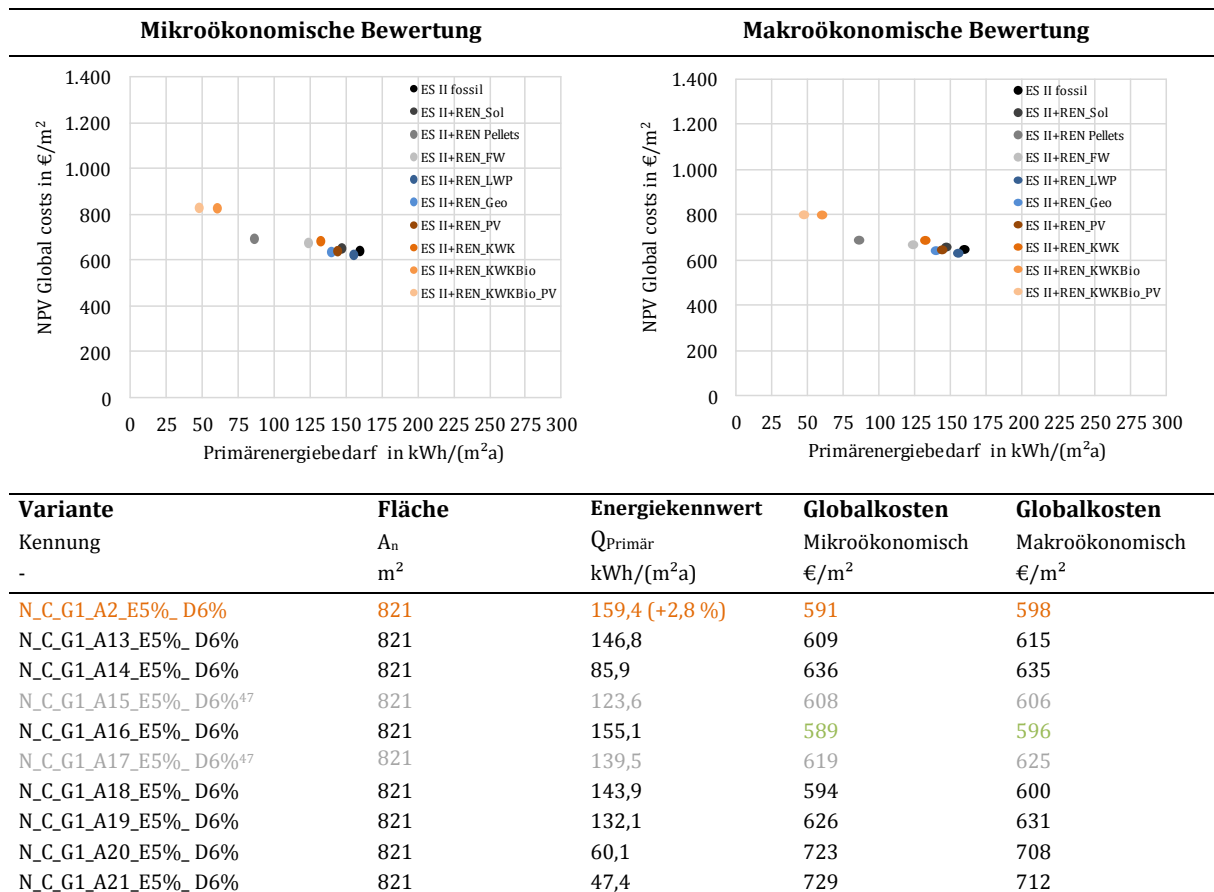 Mikroökonomische Bewertung
Makroökonomische Bewertung
NPV Global costs in €/m²
1.400
1.200
1.000
800
600
400
200
0
0 25 50 75 100 125 150 175 200 225 250 275 300
Primärenergiebedarf in kWh/(m²a)
ES II fossil
ES II+REN_Sol
ES II+REN Pellets
ES II+REN_FW
ES II+REN_LWP
ES II+REN_Geo
ES II+REN_PV
ES II+REN_KWK
ES II+REN_KWKBio
ES II+REN_KWKBio_PV
NPV Global costs in €/m²
1.400
1.200
1.000
800
600
400
200
0
0 25 50 75 100 125 150 175 200 225 250 275 300
Primärenergiebedarf in kWh/(m²a)
ES II fossil
ES II+REN_Sol
ES II+REN Pellets
ES II+REN_FW
ES II+REN_LWP
ES II+REN_Geo
ES II+REN_PV
ES II+REN_KWK
ES II+REN_KWKBio
ES II+REN_KWKBio_PV
Variante Fläche Energiekennwert Globalkosten Globalkosten
Kennung Aₙ QPrimär Mikroökonomisch Makroökonomisch
- m² kWh/(m²a) €/m² €/m²
N_C_G1_A2_E5%_ D6% 821 159,4 (+2,8 %) 591 598
N_C_G1_A13_E5%_ D6% 821 146,8 609 615
N_C_G1_A14_E5%_ D6% 821 85,9 636 635
N_C_G1_A15_E5%_ D6%⁴⁷ 821 123,6 608 606
N_C_G1_A16_E5%_ D6% 821 155,1 589 596
N_C_G1_A17_E5%_ D6%⁴⁷ 821 139,5 619 625
N_C_G1_A18_E5%_ D6% 821 143,9 594 600
N_C_G1_A19_E5%_ D6% 821 132,1 626 631
N_C_G1_A20_E5%_ D6% 821 60,1 723 708
N_C_G1_A21_E5%_ D6% 821 47,4 729 712